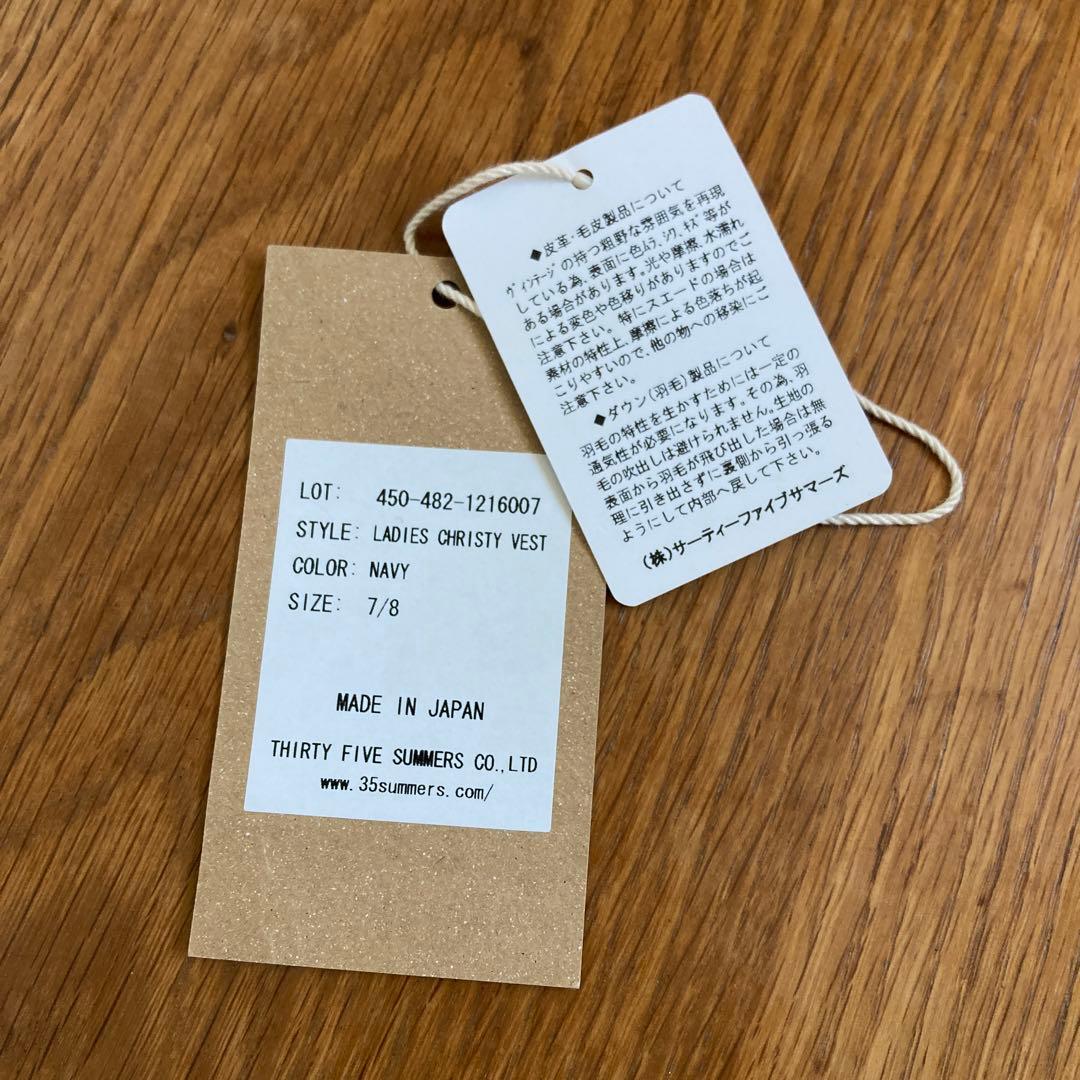 ◆皮革・毛皮製品について
ヴィンテージの持つ粗野な雰囲気を再現
している為、表面に色ムラ、シワ、キズ等が
ある場合があります。光や摩擦、水濡れ
による変色や色移りがありますのでご
注意下さい。特にスエードの場合は
素材の特性上、摩擦による色落ちが起
こりやすいので、他の物への移染にご
注意下さい。
◆ダウン(羽毛)製品について
羽毛の特性を生かすためには一定の
通気性が必要になります。その為、羽
毛の吹出しは避けられません。生地の
表面から羽毛が飛び出した場合は無
理に引き出さずに裏側から引っ張る
ようにして内部へ戻して下さい。
(株)サーティーファイブサマーズ
LOT: 450-482-1216007
STYLE: LADIES CHRISTY VEST
COLOR: NAVY
SIZE: 7/8
MADE IN JAPAN
THIRTY FIVE SUMMERS CO.,LTD
www.35summers.com/